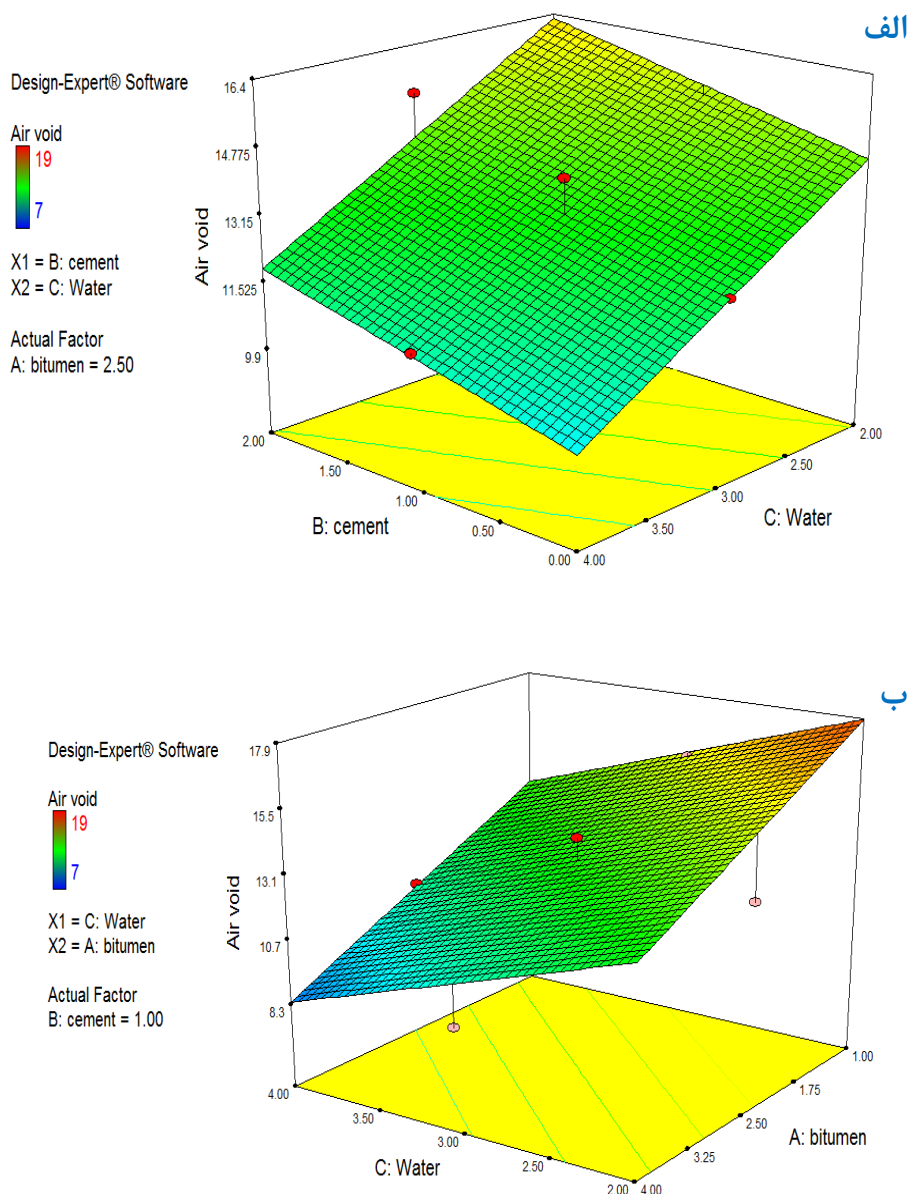 الف
Design-Expert® Software
Air void
19
7
X1 = B: cement
X2 = C: Water
Actual Factor
A: bitumen = 2.50
16.4
14.775
13.15
11.525
9.9
Air void
2.00
1.50
1.00
0.50
0.00
B: cement
4.00
3.50
3.00
2.50
2.00
C: Water
ب
Design-Expert® Software
Air void
19
7
X1 = C: Water
X2 = A: bitumen
Actual Factor
B: cement = 1.00
17.9
15.5
13.1
10.7
8.3
Air void
4.00
3.50
3.00
2.50
2.00
C: Water
4.00
3.25
2.50
1.75
1.00
A: bitumen